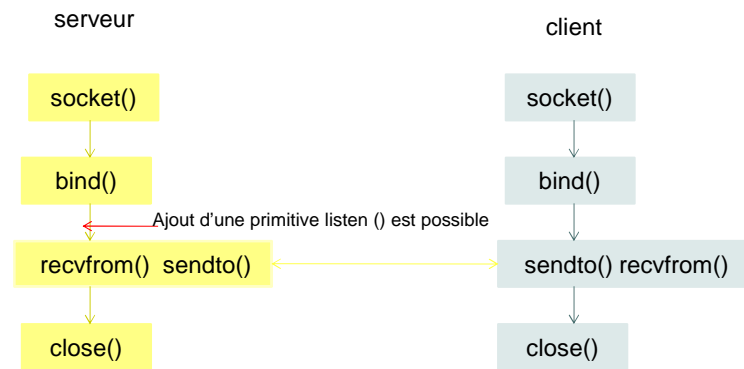 serveur
client
socket()
socket()
bind()
bind()
Ajout d'une primitive listen () est possible
recvfrom() sendto()
sendto() recvfrom()
close()
close()